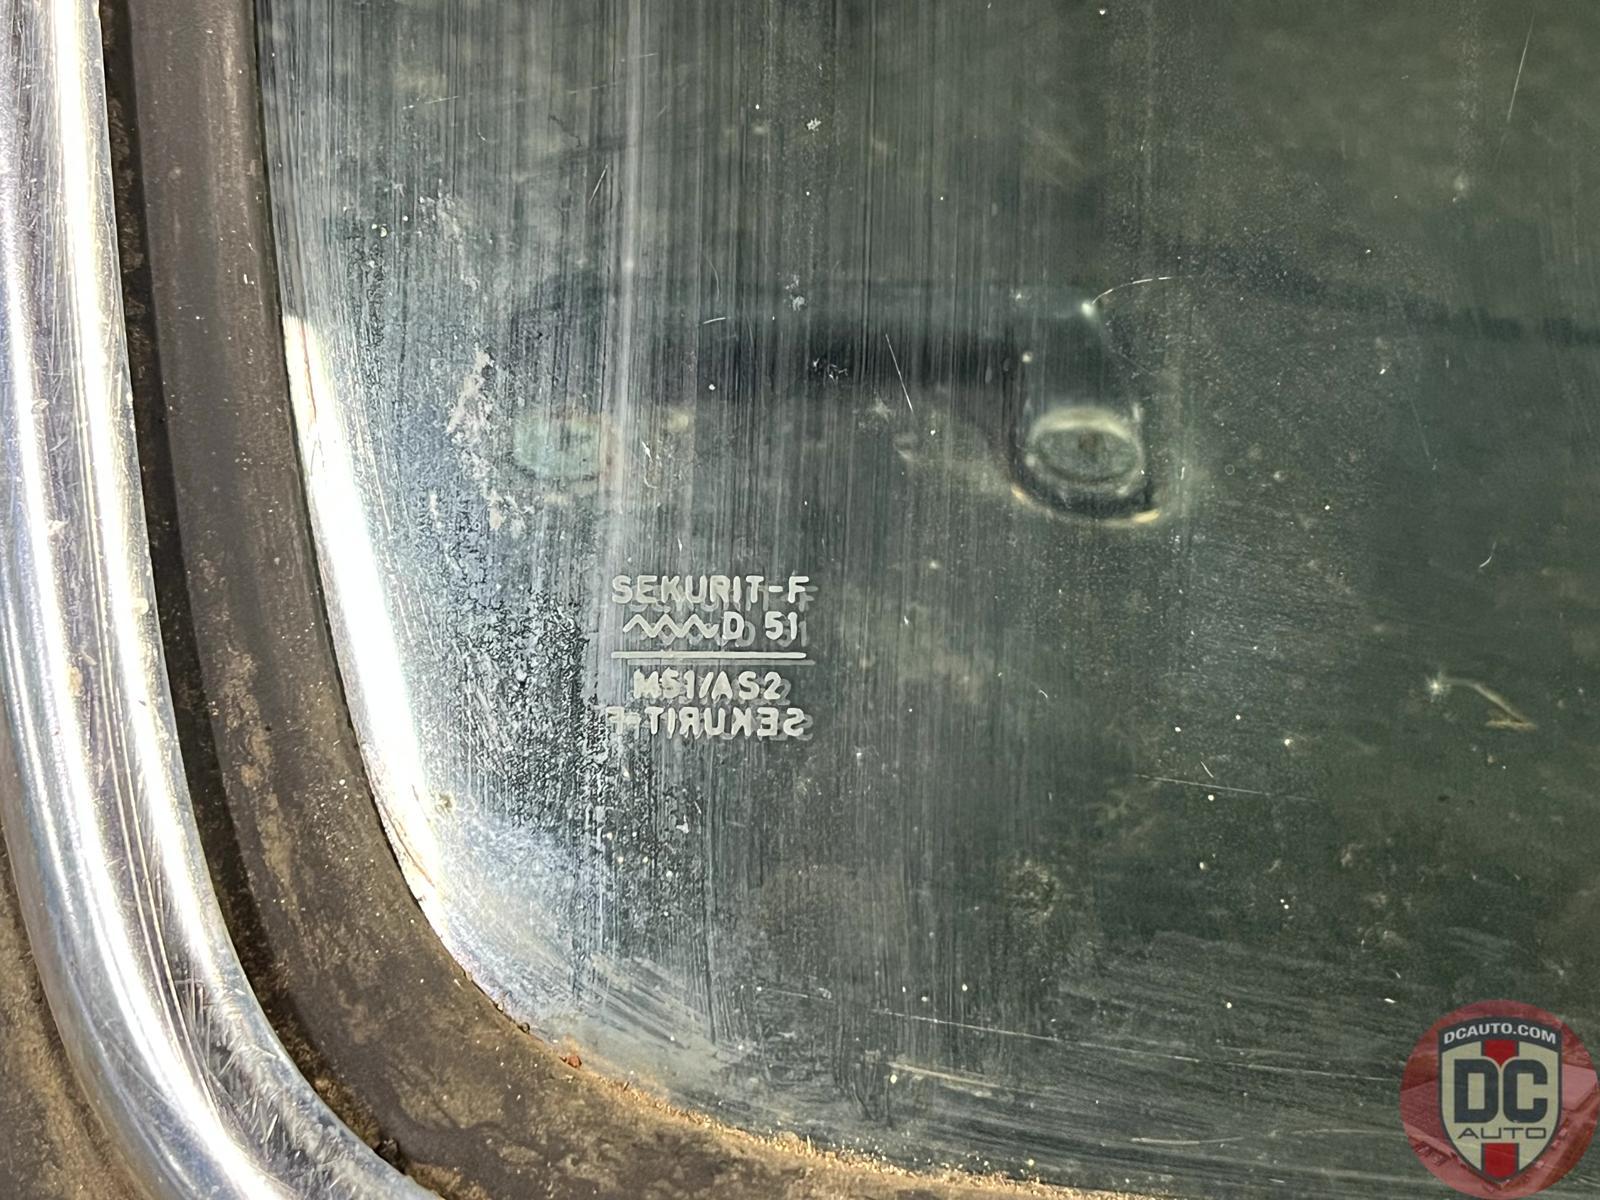 SEKURIT-F
D 51
M51/AS2
SEKURIT-F
DCAUTO.COM
DC
AUTO